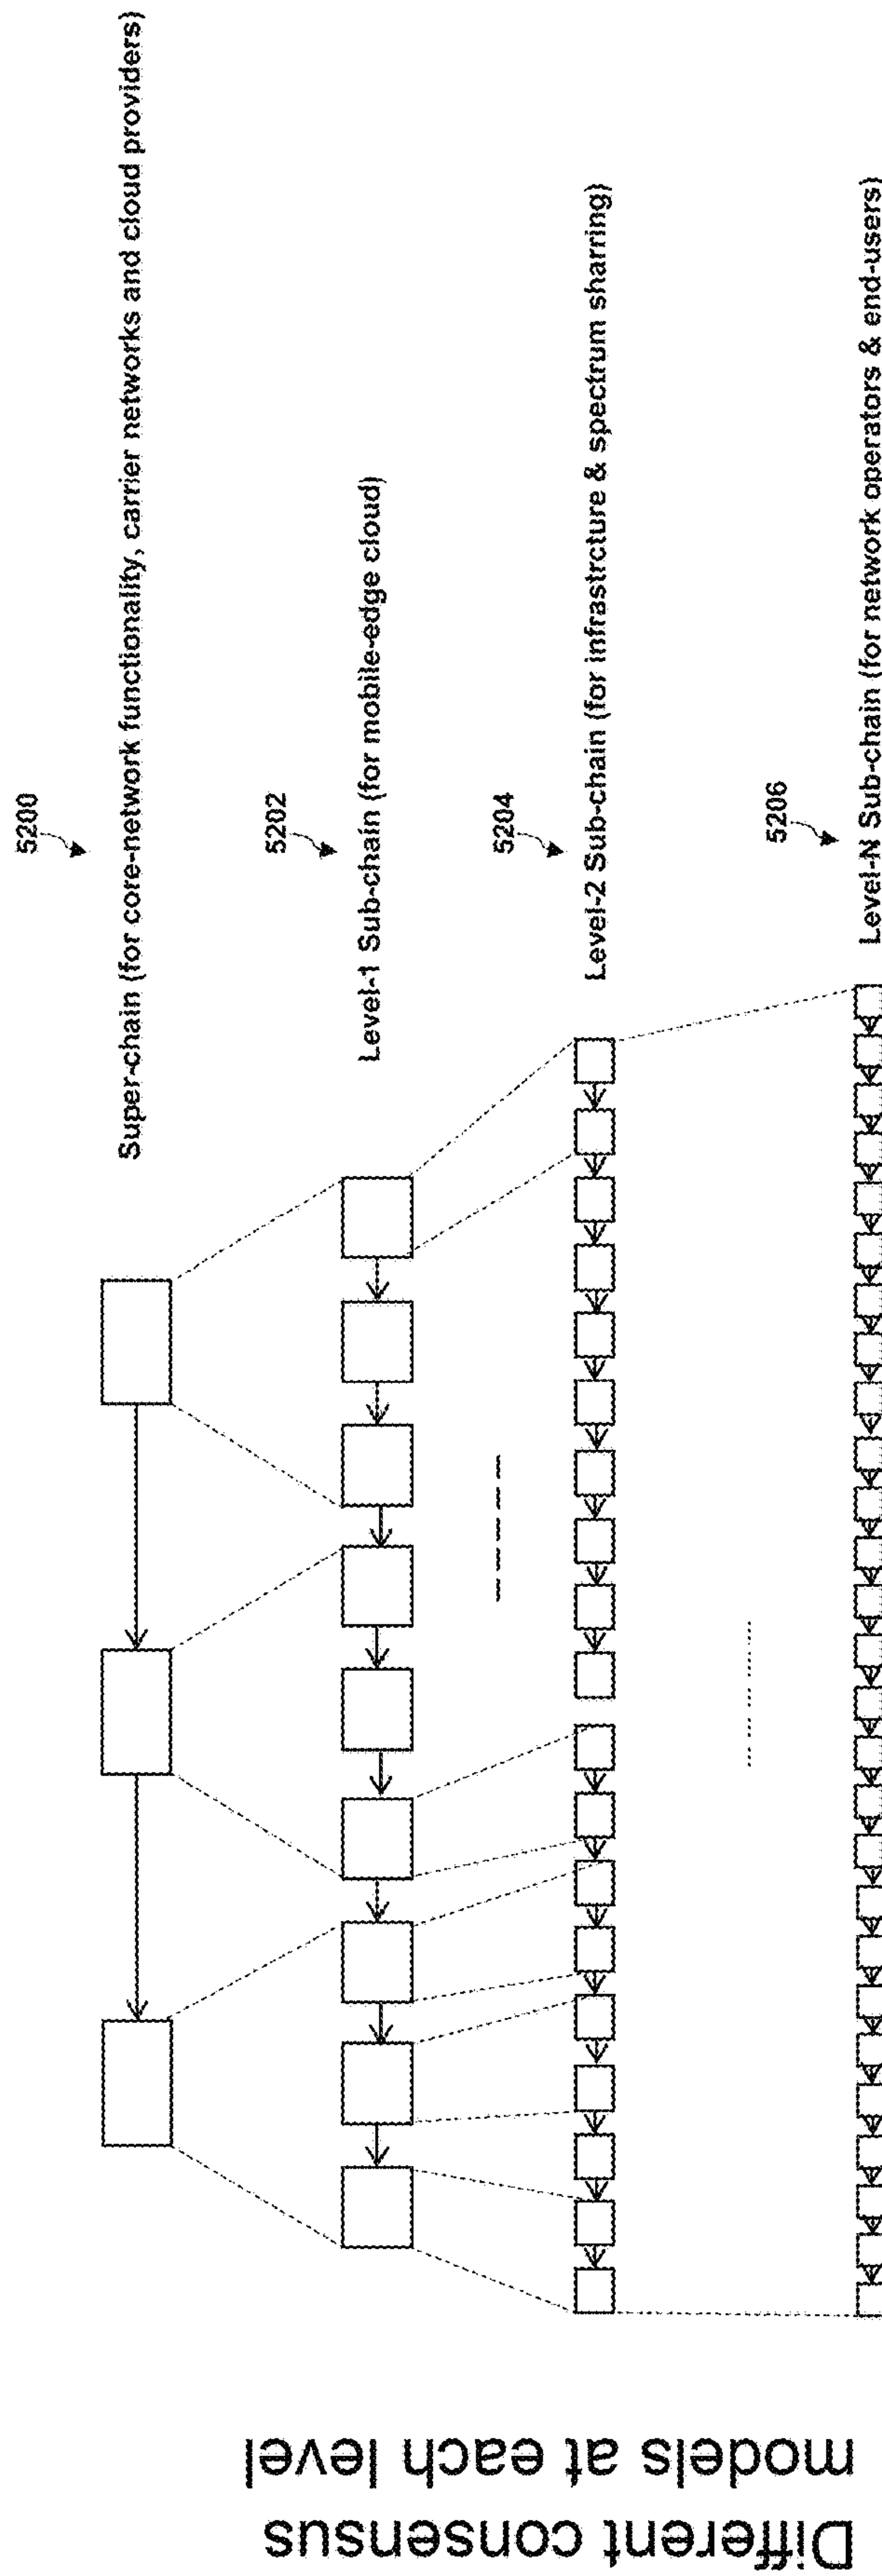 5200
Super-chain (for core-network functionality, carrier networks and cloud providers)
5202
Level-1 Sub-chain (for mobile-edge cloud)
5204
Level-2 Sub-chain (for infrastrcture & spectrum sharring)
5206
Level-N Sub-chain (for network operators & end-users)
Different consensus
models at each level